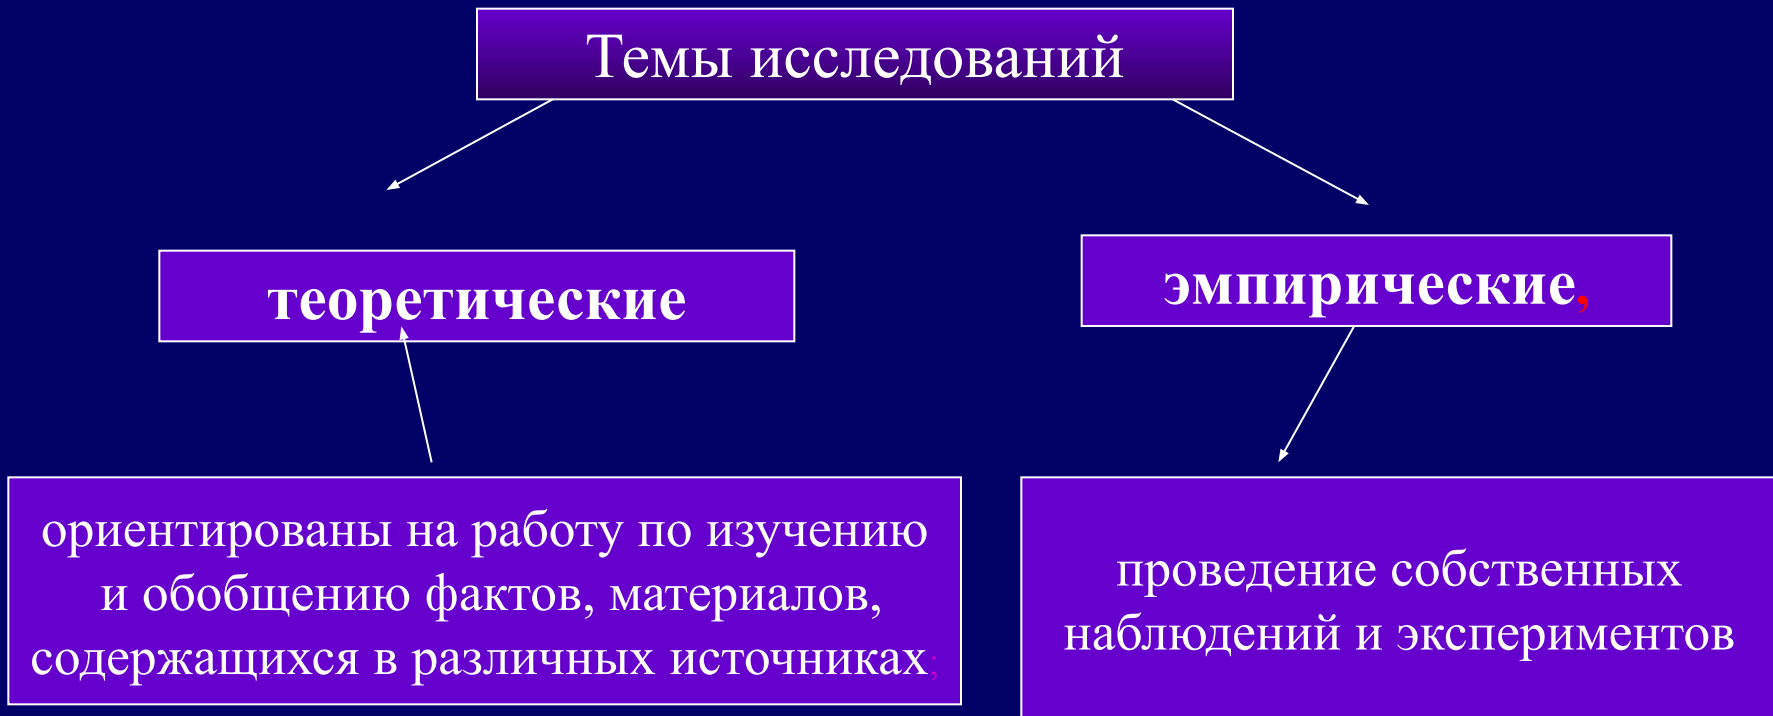 Темы исследований
теоретические
эмпирические,
ориентированы на работу по изучению
и обобщению фактов, материалов,
содержащихся в различных источниках;
проведение собственных
наблюдений и экспериментов